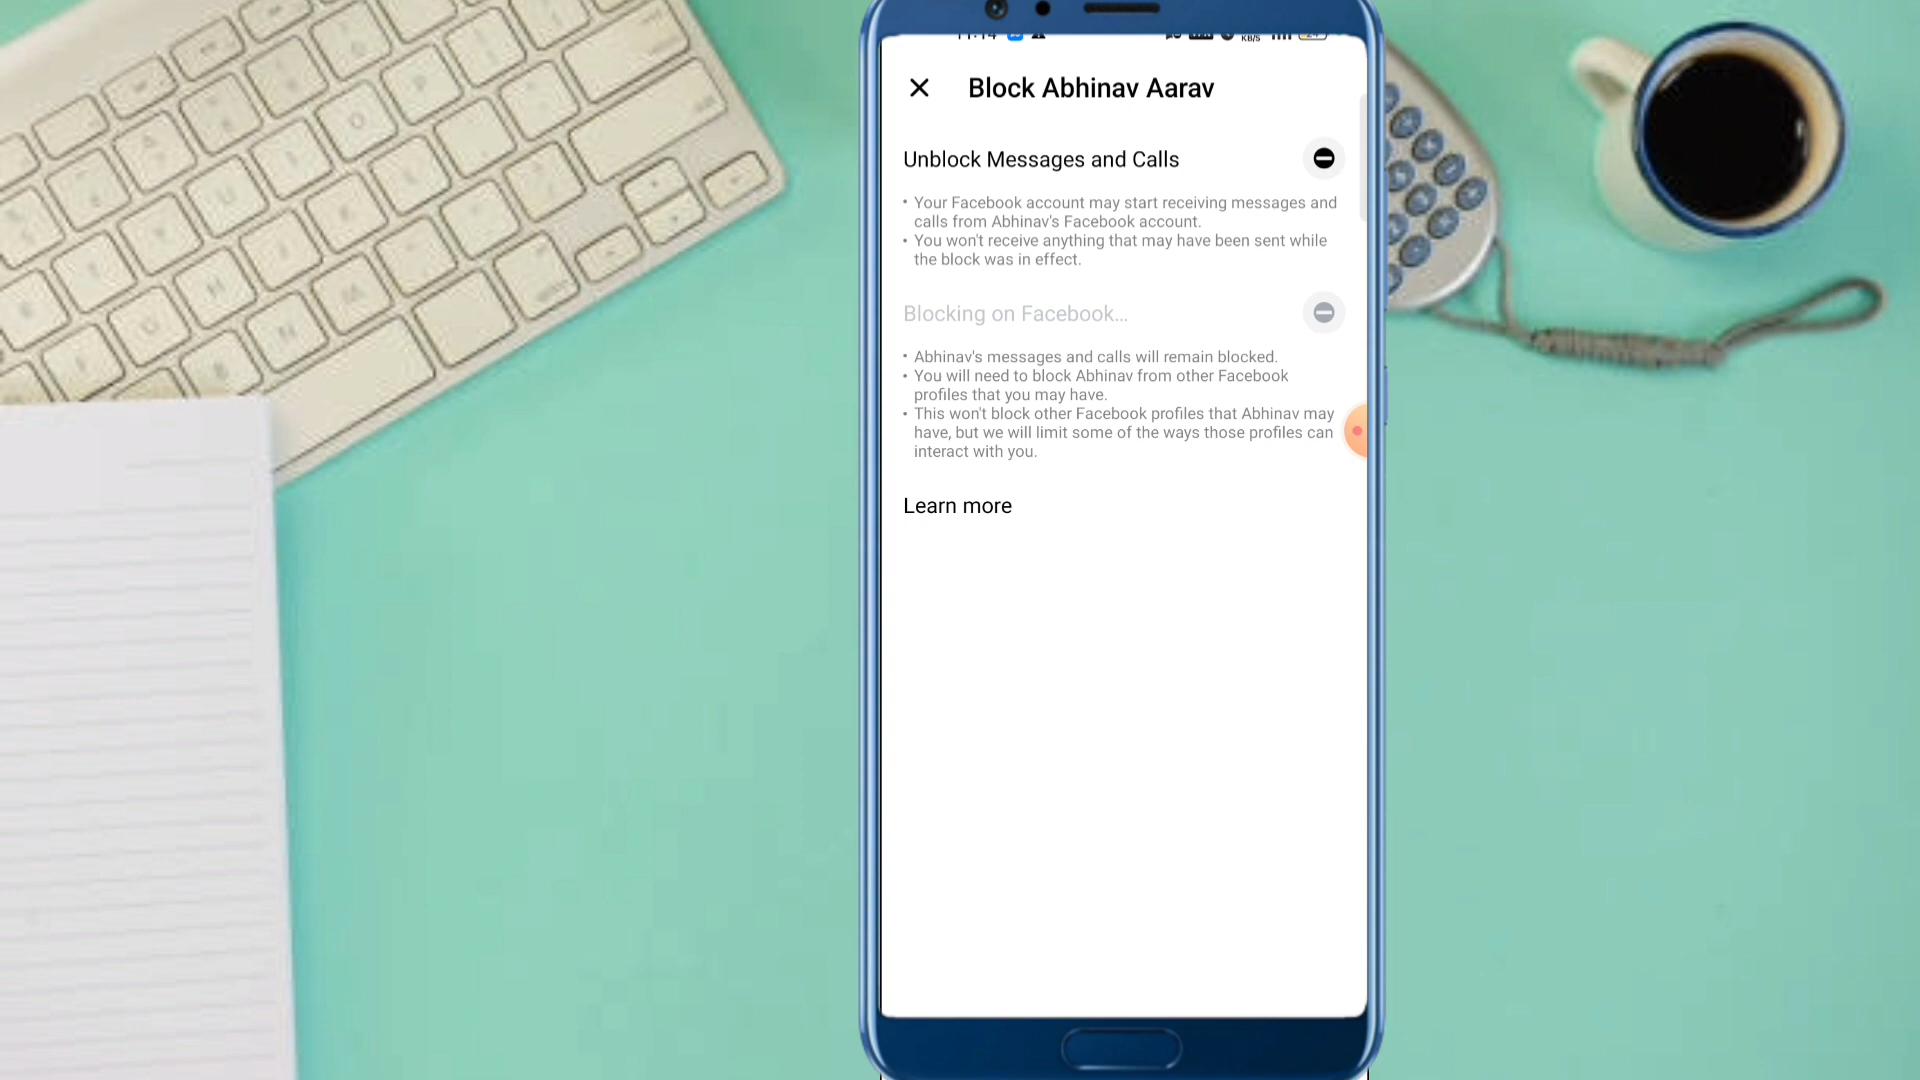 11:14
KB/S
Block Abhinav Aarav
Unblock Messages and Calls
• Your Facebook account may start receiving messages and
calls from Abhinav's Facebook account.
• You won't receive anything that may have been sent while
the block was in effect.
Blocking on Facebook...
• Abhinav's messages and calls will remain blocked.
• You will need to block Abhinav from other Facebook
profiles that you may have.
• This won't block other Facebook profiles that Abhinav may
have, but we will limit some of the ways those profiles can
interact with you.
Learn more